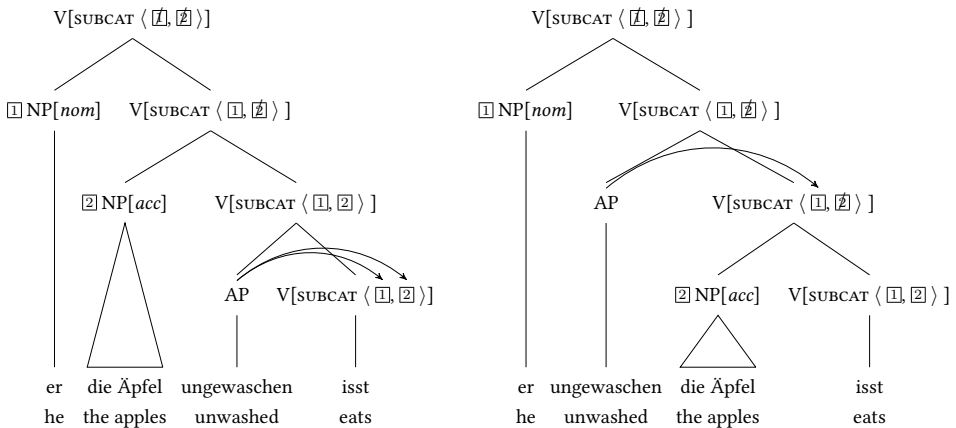 V[SUBCAT ⟨ 1̸, 2̸ ⟩ ]
1 NP[nom] V[SUBCAT ⟨ 1, 2̸ ⟩ ]
2 NP[acc] V[SUBCAT ⟨ 1, 2 ⟩ ]
AP V[SUBCAT ⟨ 1, 2 ⟩]
er die Äpfel ungewaschen isst
he the apples unwashed eats
V[SUBCAT ⟨ 1̸, 2̸ ⟩ ]
1 NP[nom] V[SUBCAT ⟨ 1, 2̸ ⟩ ]
AP V[SUBCAT ⟨ 1, 2̸ ⟩ ]
2 NP[acc] V[SUBCAT ⟨ 1, 2 ⟩ ]
er ungewaschen die Äpfel isst
he unwashed the apples eats